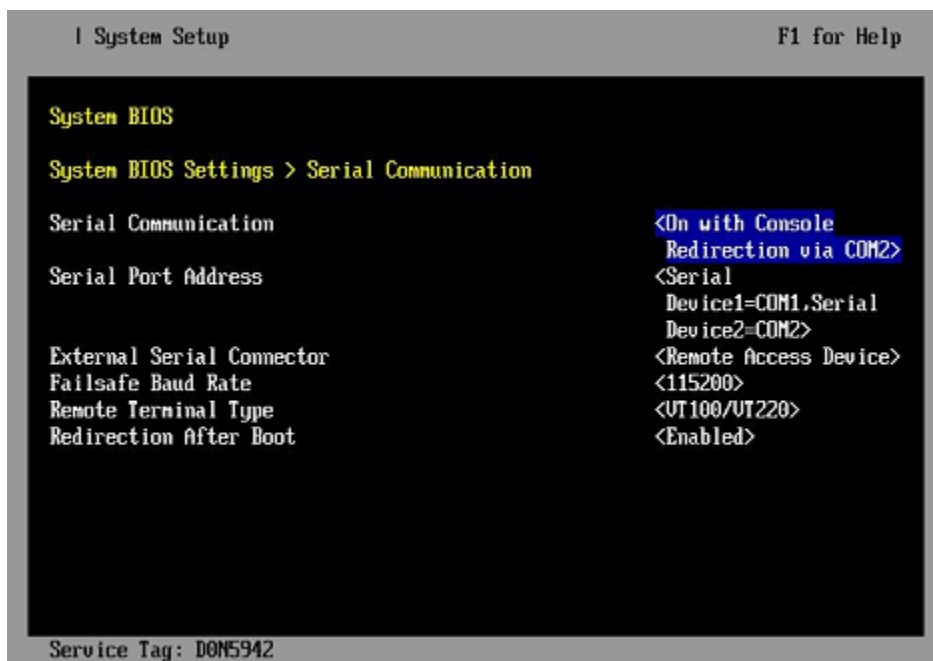 | System Setup F1 for Help
System BIOS
System BIOS Settings > Serial Communication
Serial Communication <On with Console
Redirection via COM2>
Serial Port Address <Serial
Device1=COM1,Serial
Device2=COM2>
External Serial Connector <Remote Access Device>
Failsafe Baud Rate <115200>
Remote Terminal Type <VT100/VT220>
Redirection After Boot <Enabled>
Service Tag: D0N5942